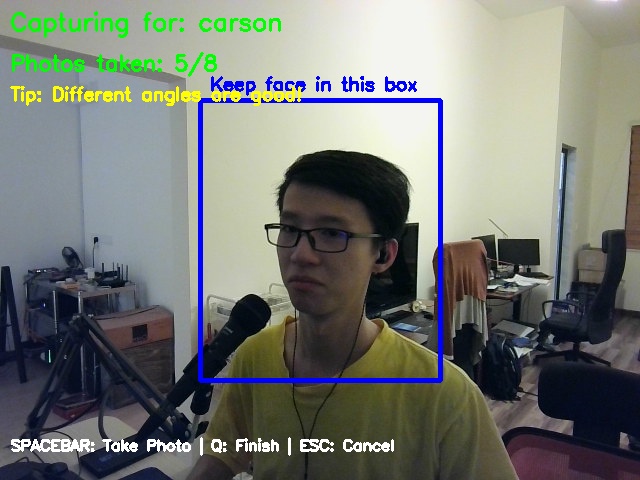 Capturing for: carson
Photos taken: 5/8
Keep face in this box
Tip: Different angles are good!
SPACEBAR: Take Photo | Q: Finish | ESC: Cancel